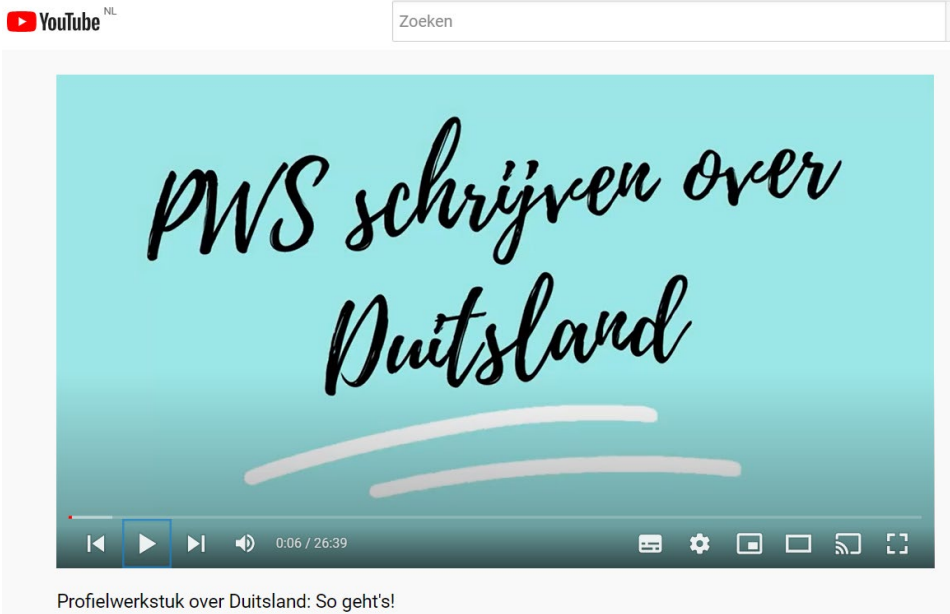 YouTube NL
Zoeken
PWS schrijven over
Duitsland
0:06 / 26:39
Profielwerkstuk over Duitsland: So geht's!